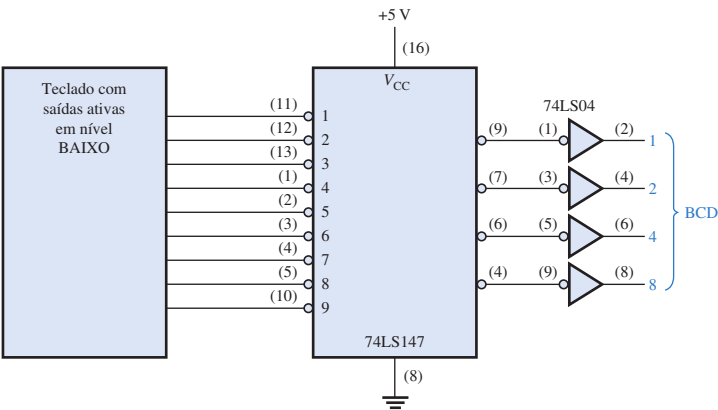 +5 V
(16)
Teclado com
saídas ativas
em nível
BAIXO
V_CC
74LS04
(11) 1
(12) 2
(13) 3
(1) 4
(2) 5
(3) 6
(4) 7
(5) 8
(10) 9
(9) (1) (2) 1
(7) (3) (4) 2
(6) (5) (6) 4
(4) (9) (8) 8
BCD
74LS147
(8)